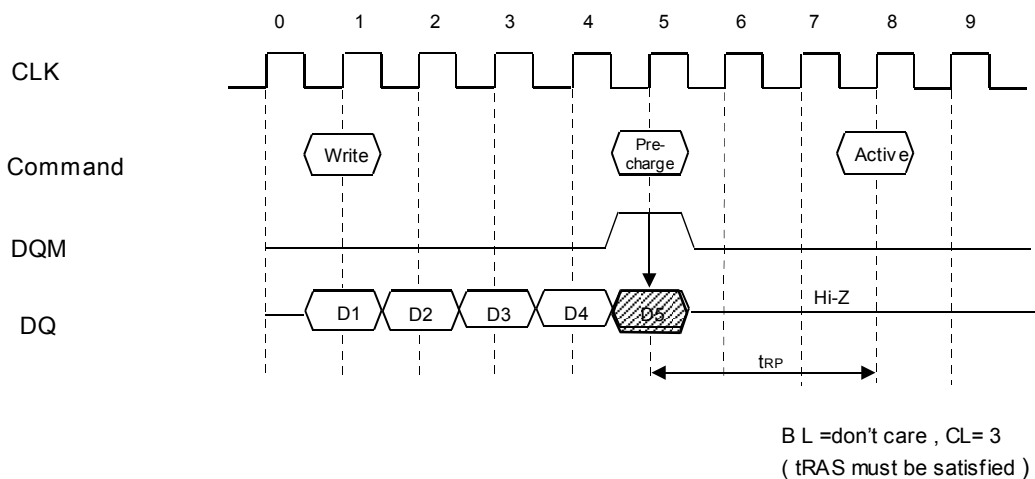 0 1 2 3 4 5 6 7 8 9
CLK
Command
Write
Pre-
charge
Active
DQM
DQ
D1 D2 D3 D4 D5
Hi-Z
tRP
B L =don't care , CL= 3
( tRAS must be satisfied )